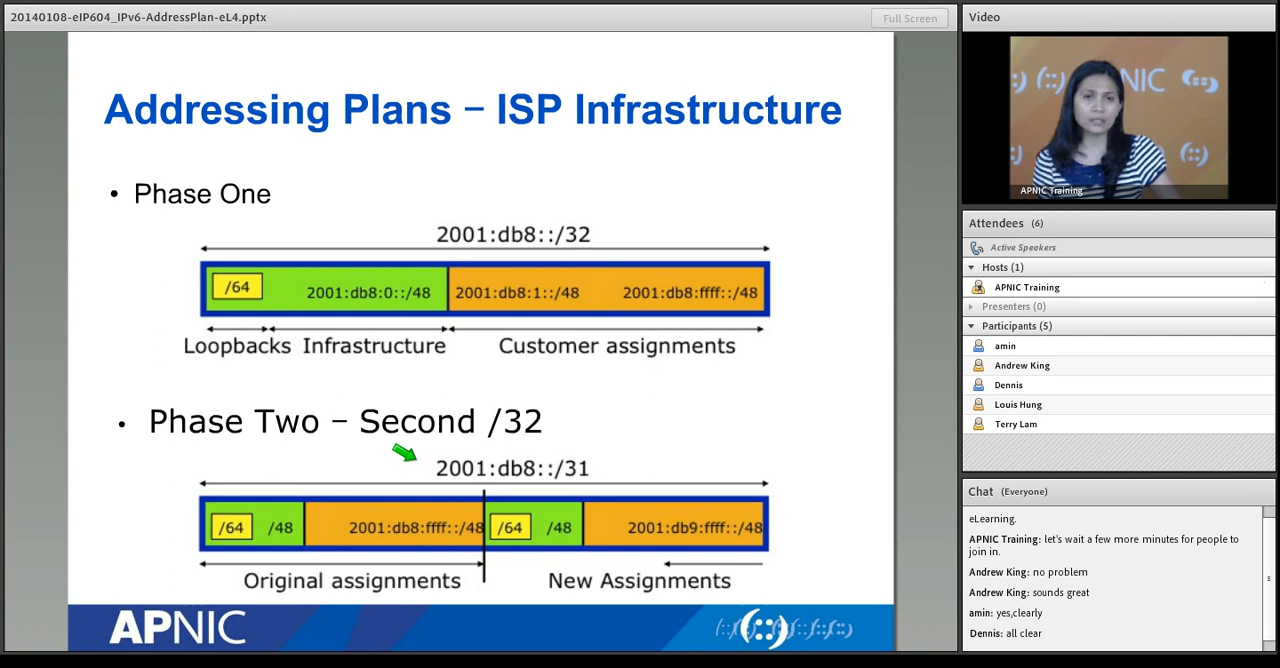 20140108-eIP604_IPv6-AddressPlan-eL4.pptx
Full Screen
Addressing Plans – ISP Infrastructure
• Phase One
2001:db8::/32
/64
2001:db8:0::/48
2001:db8:1::/48
2001:db8:ffff::/48
Loopbacks
Infrastructure
Customer assignments
• Phase Two – Second /32
2001:db8::/31
/64
/48
2001:db8:ffff::/48
/64
/48
2001:db9:ffff::/48
Original assignments
New Assignments
APNIC
Video
NIC
APNIC Training
Attendees (6)
Active Speakers
Hosts (1)
APNIC Training
Presenters (0)
Participants (5)
amin
Andrew King
Dennis
Louis Hung
Terry Lam
Chat (Everyone)
eLearning.
APNIC Training: let's wait a few more minutes for people to
join in.
Andrew King: no problem
Andrew King: sounds great
amin: yes,clearly
Dennis: all clear